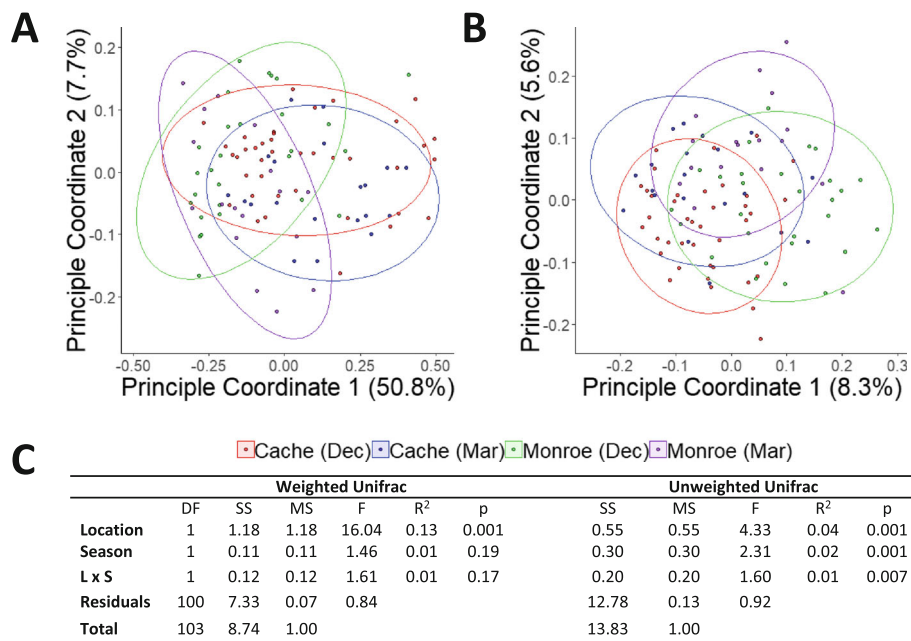 A
B
Principle Coordinate 2 (7.7%)
0.2
0.1
0.0
-0.1
-0.2
-0.50
-0.25
0.00
0.25
0.50
Principle Coordinate 1 (50.8%)
Principle Coordinate 2 (5.6%)
0.2
0.1
0.0
-0.1
-0.2
-0.2
-0.1
0.0
0.1
0.2
0.3
Principle Coordinate 1 (8.3%)
Cache (Dec) Cache (Mar) Monroe (Dec) Monroe (Mar)
C
Weighted Unifrac Unweighted Unifrac
DF SS MS F R² p SS MS F R² p
Location 1 1.18 1.18 16.04 0.13 0.001 0.55 0.55 4.33 0.04 0.001
Season 1 0.11 0.11 1.46 0.01 0.19 0.30 0.30 2.31 0.02 0.001
L x S 1 0.12 0.12 1.61 0.01 0.17 0.20 0.20 1.60 0.01 0.007
Residuals 100 7.33 0.07 0.84 12.78 0.13 0.92
Total 103 8.74 1.00 13.83 1.00